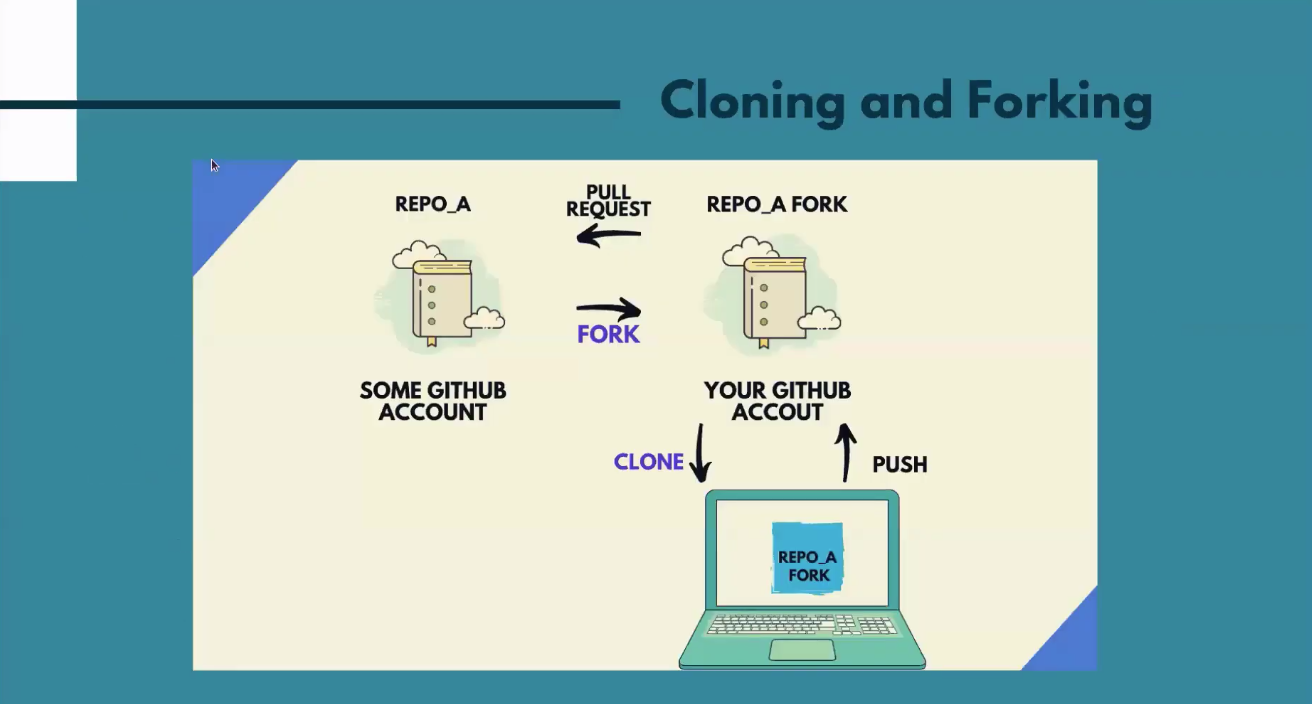 Cloning and Forking
REPO_A
PULL
REQUEST
REPO_A FORK
FORK
SOME GITHUB
ACCOUNT
YOUR GITHUB
ACCOUT
CLONE
PUSH
REPO_A
FORK